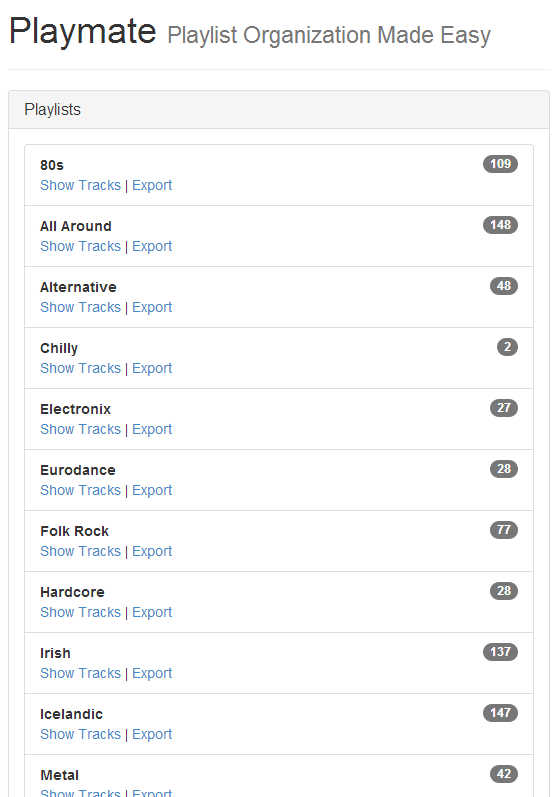 Playmate Playlist Organization Made Easy
Playlists
80s 109
Show Tracks | Export
All Around 148
Show Tracks | Export
Alternative 48
Show Tracks | Export
Chilly 2
Show Tracks | Export
Electronix 27
Show Tracks | Export
Eurodance 28
Show Tracks | Export
Folk Rock 77
Show Tracks | Export
Hardcore 28
Show Tracks | Export
Irish 137
Show Tracks | Export
Icelandic 147
Show Tracks | Export
Metal 42
Show Tracks | Export